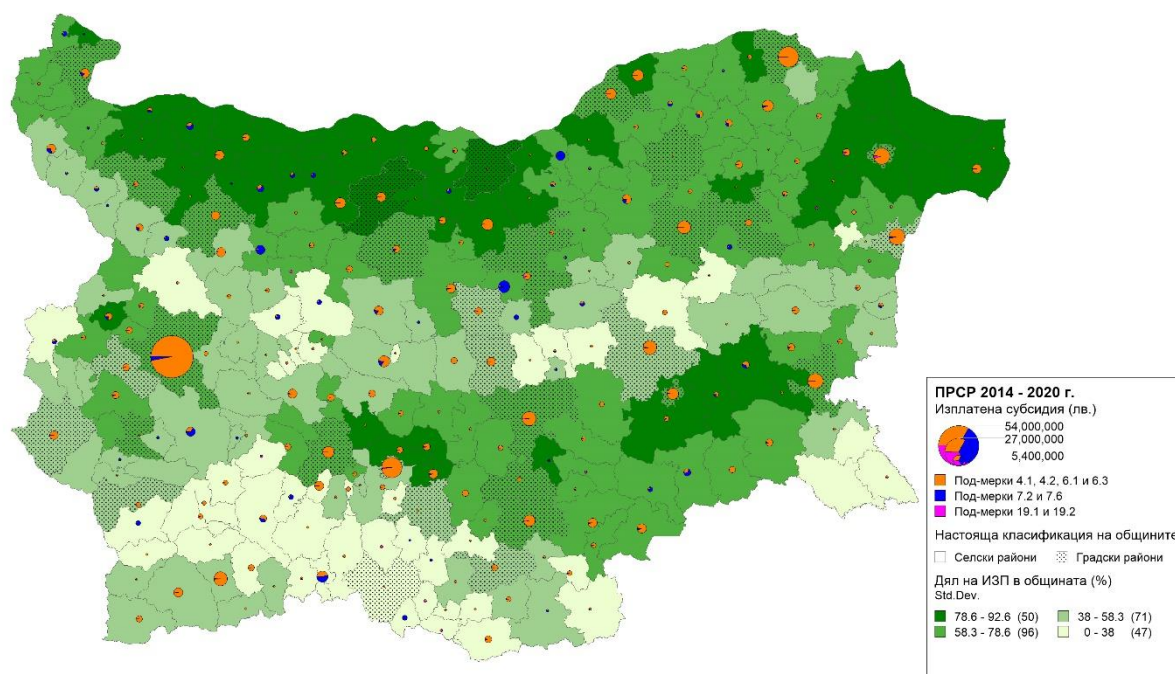 ПРСР 2014 - 2020 г.
Изплатена субсидия (лв.)
54,000,000
27,000,000
5,400,000
Под-мерки 4.1, 4.2, 6.1 и 6.3
Под-мерки 7.2 и 7.6
Под-мерки 19.1 и 19.2
Настояща класификация на общините
Селски райони Градски райони
Дял на ИЗП в общината (%)
Std.Dev.
78.6 - 92.6 (50) 38 - 58.3 (71)
58.3 - 78.6 (96) 0 - 38 (47)